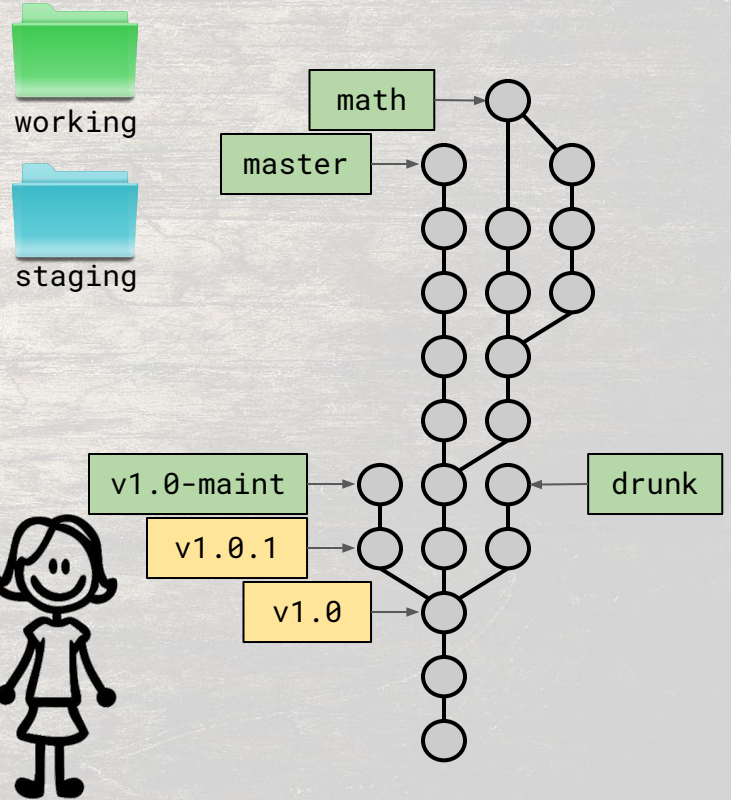 working
math
master
staging
v1.0-maint
drunk
v1.0.1
v1.0